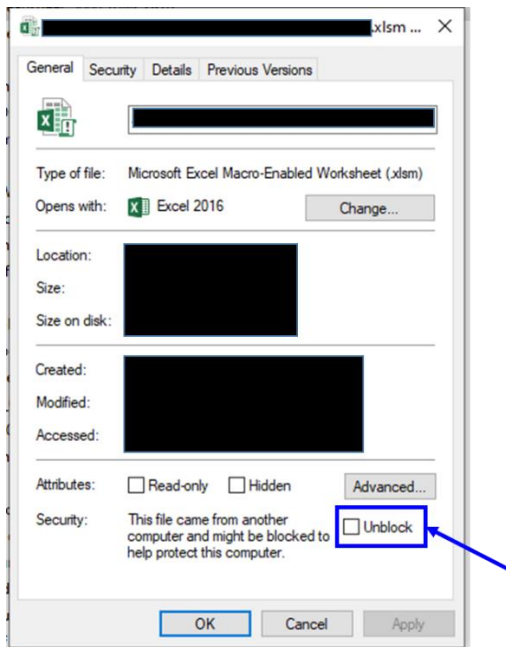 .xlsm ...
General Security Details Previous Versions
Type of file: Microsoft Excel Macro-Enabled Worksheet (.xlsm)
Opens with: Excel 2016 Change...
Location:
Size:
Size on disk:
Created:
Modified:
Accessed:
Attributes: Read-only Hidden Advanced...
Security: This file came from another
computer and might be blocked to
help protect this computer.
Unblock
OK Cancel Apply